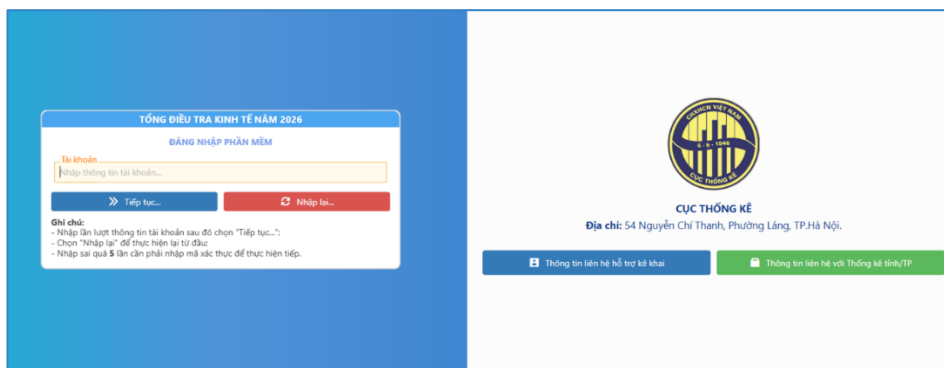 TỔNG ĐIỀU TRA KINH TẾ NĂM 2026
ĐĂNG NHẬP PHẦN MỀM
Tài khoản
Nhập thông tin tài khoản...
Tiếp tục...
Nhập lại...
Ghi chú:
- Nhập lần lượt thông tin tài khoản sau đó chọn "Tiếp tục...":
- Chọn "Nhập lại" để thực hiện lại từ đầu:
- Nhập sai quá 5 lần cần phải nhập mã xác thực để thực hiện tiếp.
CHXHCN VIỆT NAM
6 - 5 - 1946
CỤC THỐNG KÊ
CỤC THỐNG KÊ
Địa chỉ: 54 Nguyễn Chí Thanh, Phường Láng, TP.Hà Nội.
Thông tin liên hệ hỗ trợ kê khai
Thông tin liên hệ với Thống kê tỉnh/TP